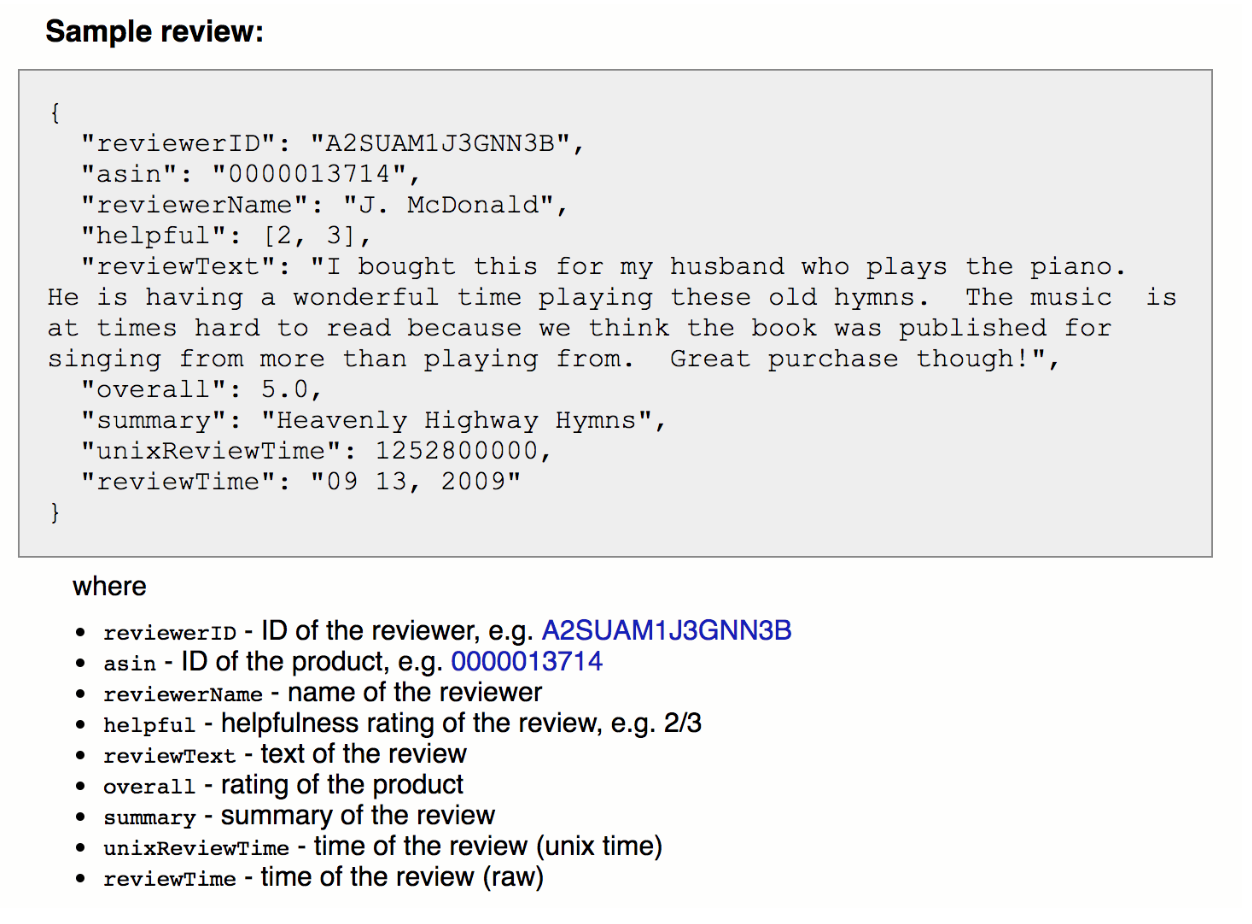 Sample review:
{
"reviewerID": "A2SUAM1J3GNN3B",
"asin": "0000013714",
"reviewerName": "J. McDonald",
"helpful": [2, 3],
"reviewText": "I bought this for my husband who plays the piano.
He is having a wonderful time playing these old hymns.  The music  is
at times hard to read because we think the book was published for
singing from more than playing from.  Great purchase though!",
"overall": 5.0,
"summary": "Heavenly Highway Hymns",
"unixReviewTime": 1252800000,
"reviewTime": "09 13, 2009"
}
where
• reviewerID - ID of the reviewer, e.g. A2SUAM1J3GNN3B
• asin - ID of the product, e.g. 0000013714
• reviewerName - name of the reviewer
• helpful - helpfulness rating of the review, e.g. 2/3
• reviewText - text of the review
• overall - rating of the product
• summary - summary of the review
• unixReviewTime - time of the review (unix time)
• reviewTime - time of the review (raw)